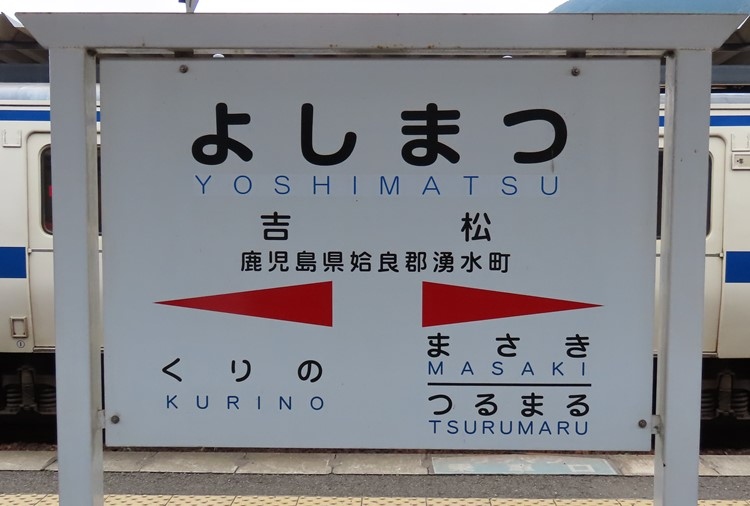 よしまつ
YOSHIMATSU
吉松
鹿児島県姶良郡湧水町
くりの
KURINO
まさき
MASAKI
つるまる
TSURUMARU